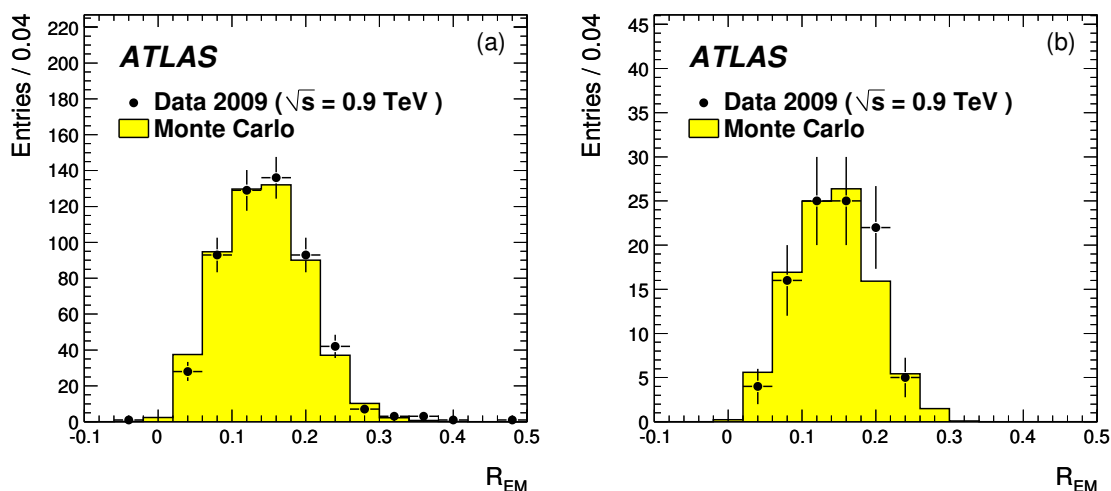 Entries / 0.04
220
200
180
160
140
120
100
80
60
40
20
0
ATLAS
(a)
Data 2009 ( √s = 0.9 TeV )
Monte Carlo
-0.1 0 0.1 0.2 0.3 0.4 0.5
R_EM
Entries / 0.04
45
40
35
30
25
20
15
10
5
0
ATLAS
(b)
Data 2009 ( √s = 0.9 TeV )
Monte Carlo
-0.1 0 0.1 0.2 0.3 0.4 0.5
R_EM